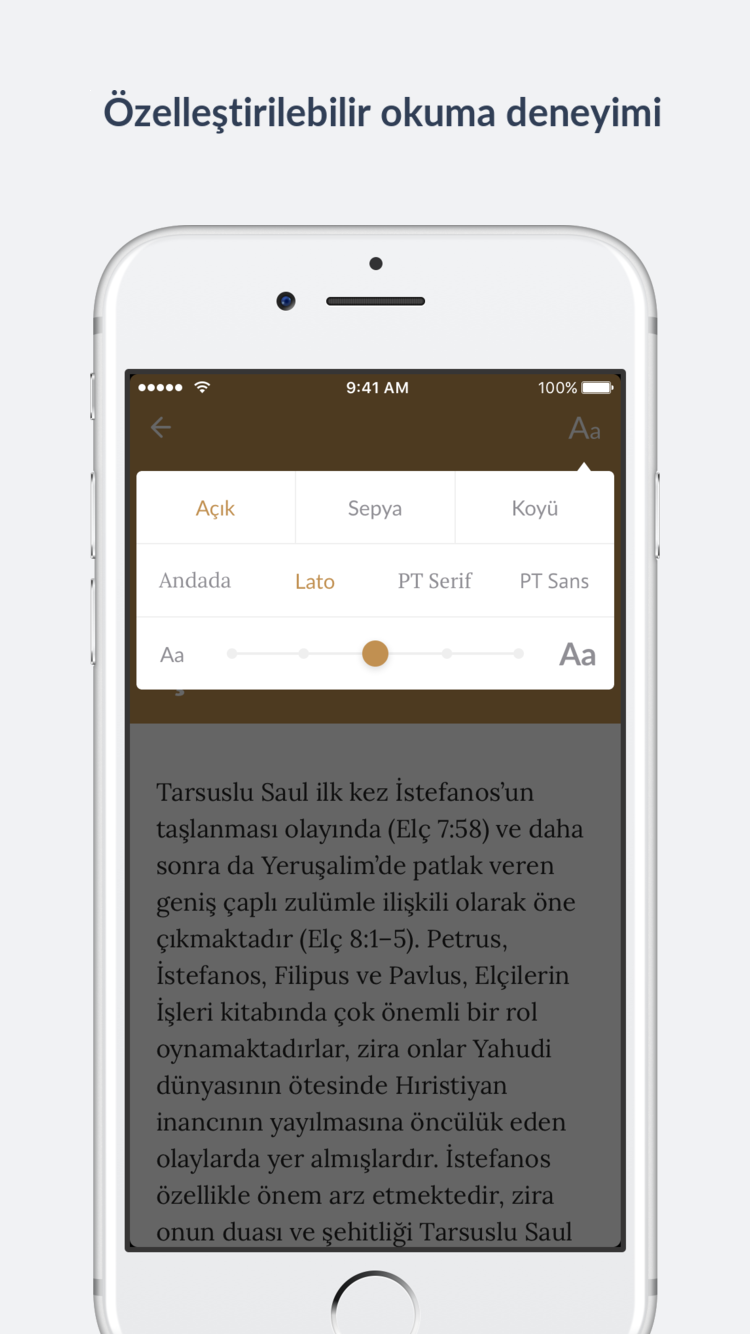 Özelleştirilebilir okuma deneyimi
9:41 AM 100%
Aa
Açık Sepya Koyü
Andada Lato PT Serif PT Sans
Aa Aa
Tarsuslu Saul ilk kez İstefanos’un
taşlanması olayında (Elç 7:58) ve daha
sonra da Yeruşalim’de patlak veren
geniş çaplı zulümle ilişkili olarak öne
çıkmaktadır (Elç 8:1–5). Petrus,
İstefanos, Filipus ve Pavlus, Elçilerin
İşleri kitabında çok önemli bir rol
oynamaktadırlar, zira onlar Yahudi
dünyasının ötesinde Hıristiyan
inancının yayılmasına öncülük eden
olaylarda yer almışlardır. İstefanos
özellikle önem arz etmektedir, zira
onun duası ve şehitliği Tarsuslu Saul